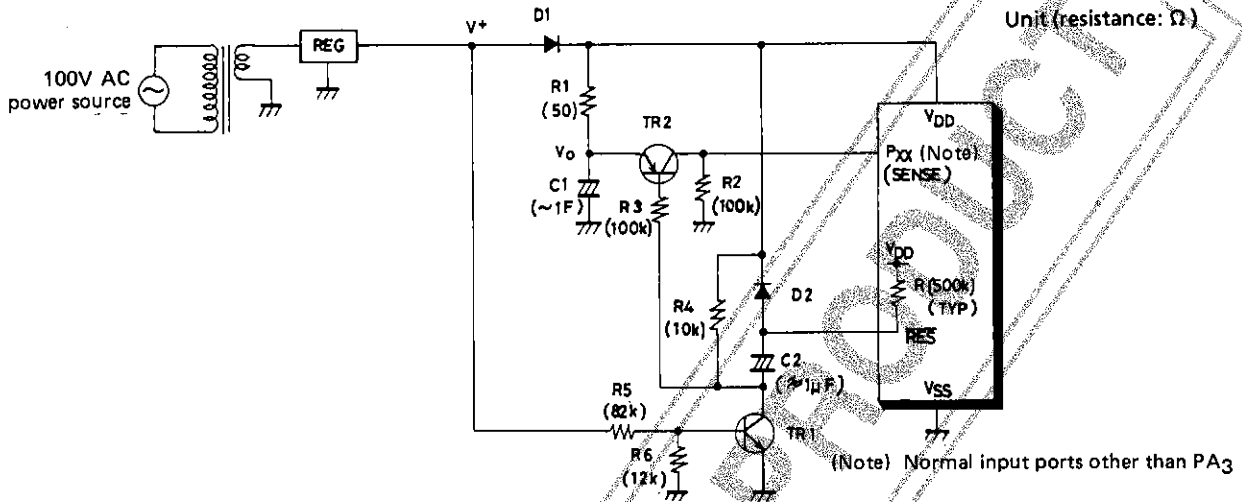 Unit (resistance: Ω)
V+
D1
REG
100V AC
power source
R1
(50)
TR2
VDD
Vo
PXX (Note)
(SENSE)
C1
(~1F)
R3
(100k)
R2
(100k)
VDD
R (500k)
(TYP)
R4
(10k)
D2
RES
C2
(≈1μF)
VSS
R5
(82k)
TR1
R6
(12k)
(Note) Normal input ports other than PA3
PRODUCT